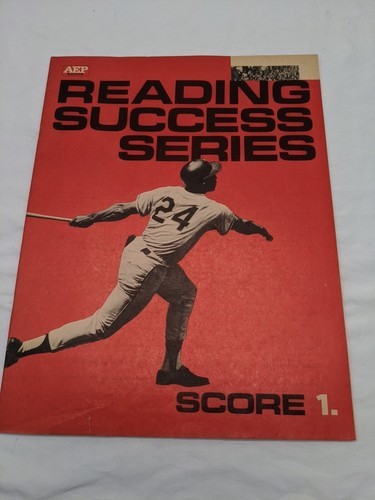 AEP
READING
SUCCESS
SERIES
24
SCORE 1.